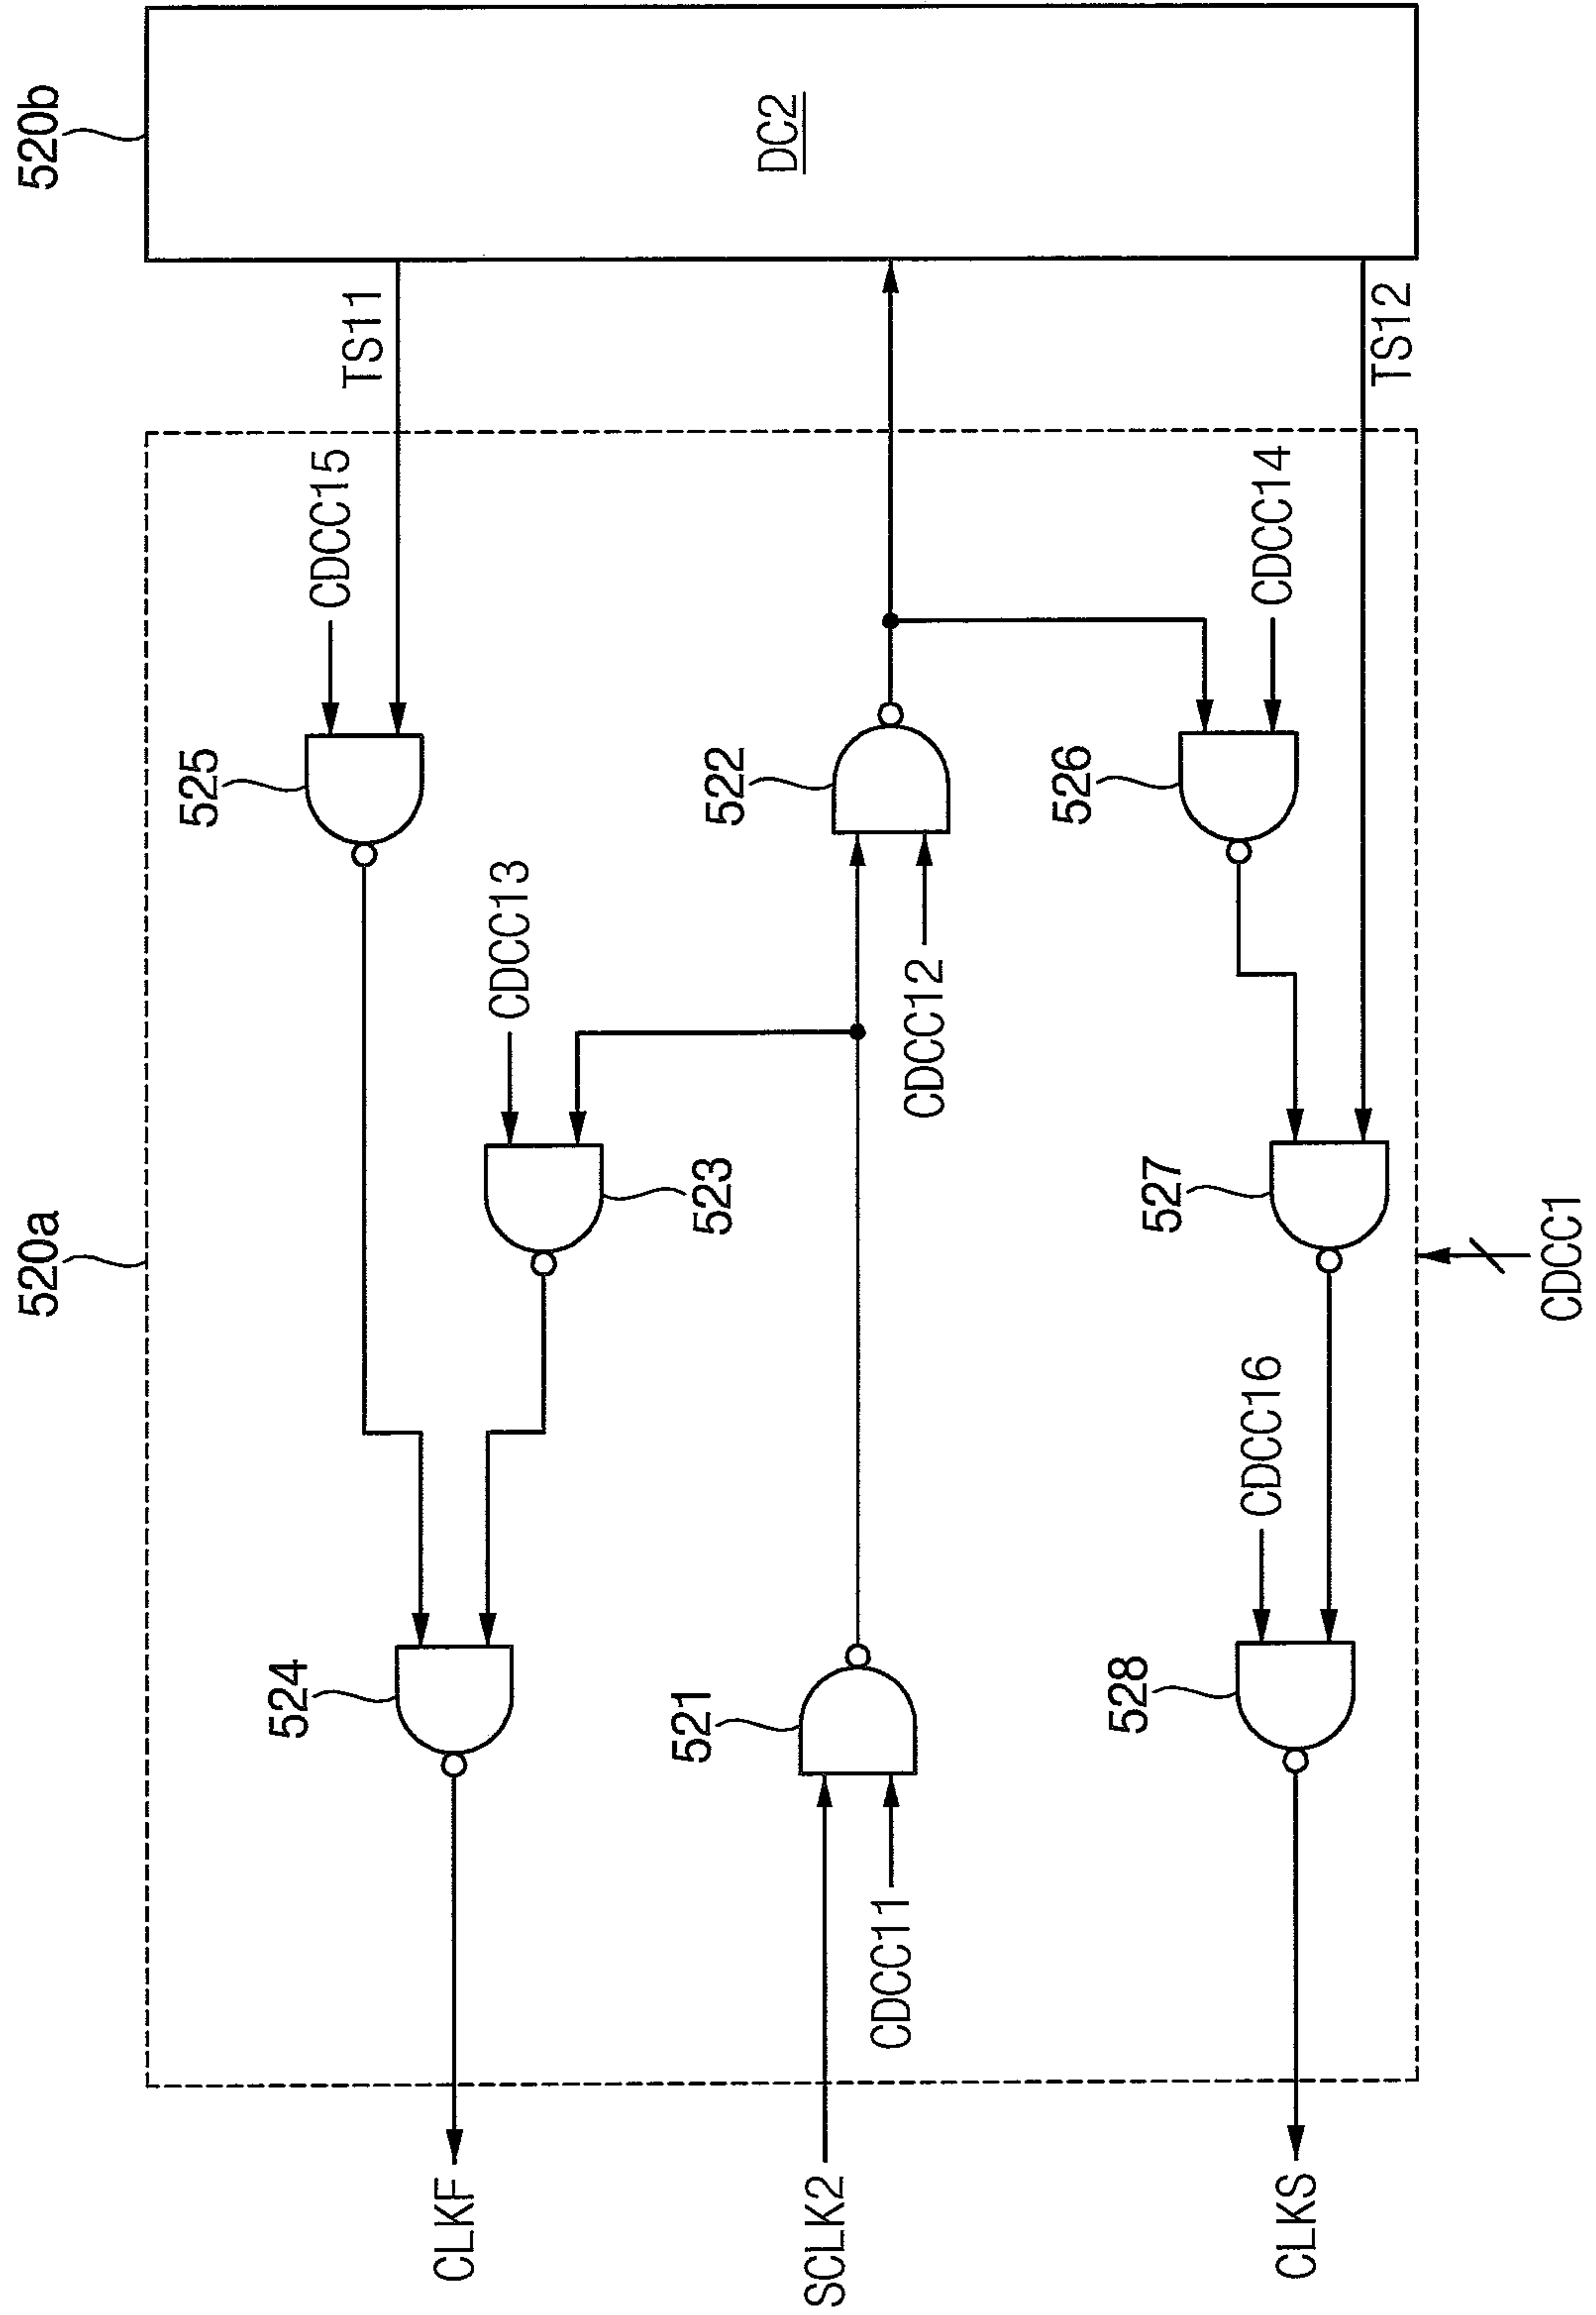 520a
520b
CLKF
524
525
CDCC15
TS11
CDCC13
523
SCLK2
521
CDCC11
522
CDCC12
DC2
CLKS
528
CDCC16
527
526
CDCC14
TS12
CDCC1